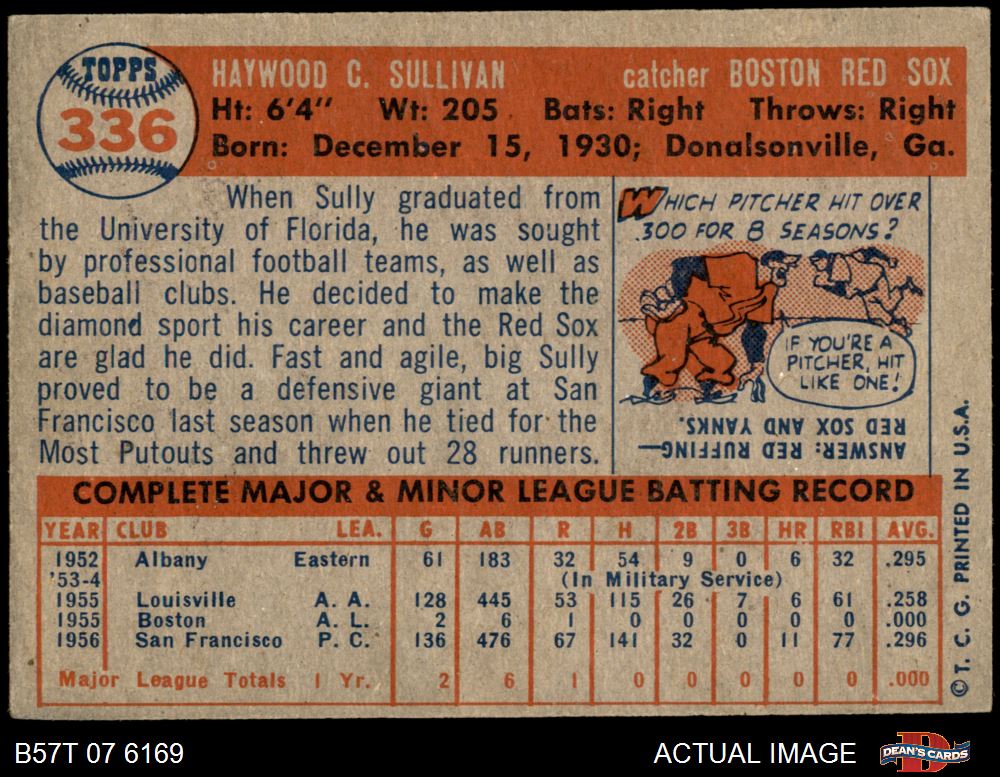 TOPPS
336
HAYWOOD C. SULLIVAN catcher BOSTON RED SOX
Ht: 6'4" Wt: 205 Bats: Right Throws: Right
Born: December 15, 1930; Donalsonville, Ga.
When Sully graduated from
the University of Florida, he was sought
by professional football teams, as well as
baseball clubs. He decided to make the
diamond sport his career and the Red Sox
are glad he did. Fast and agile, big Sully
proved to be a defensive giant at San
Francisco last season when he tied for the
Most Putouts and threw out 28 runners.
WHICH PITCHER HIT OVER
.300 FOR 8 SEASONS?
IF YOU'RE A
PITCHER, HIT
LIKE ONE!
ANSWER: RED RUFFING—
RED SOX AND YANKS.
COMPLETE MAJOR & MINOR LEAGUE BATTING RECORD
YEAR CLUB LEA. G AB R H 2B 3B HR RBI AVG.
1952 Albany Eastern 61 183 32 54 9 0 6 32 .295
'53-4 (In Military Service)
1955 Louisville A. A. 128 445 53 115 26 7 6 61 .258
1955 Boston A. L. 2 6 1 0 0 0 0 0 .000
1956 San Francisco P. C. 136 476 67 141 32 0 11 77 .296
Major League Totals 1 Yr. 2 6 1 0 0 0 0 0 .000
© T. C. G. PRINTED IN U.S.A.
B57T 07 6169 ACTUAL IMAGE
DEAN'S CARDS